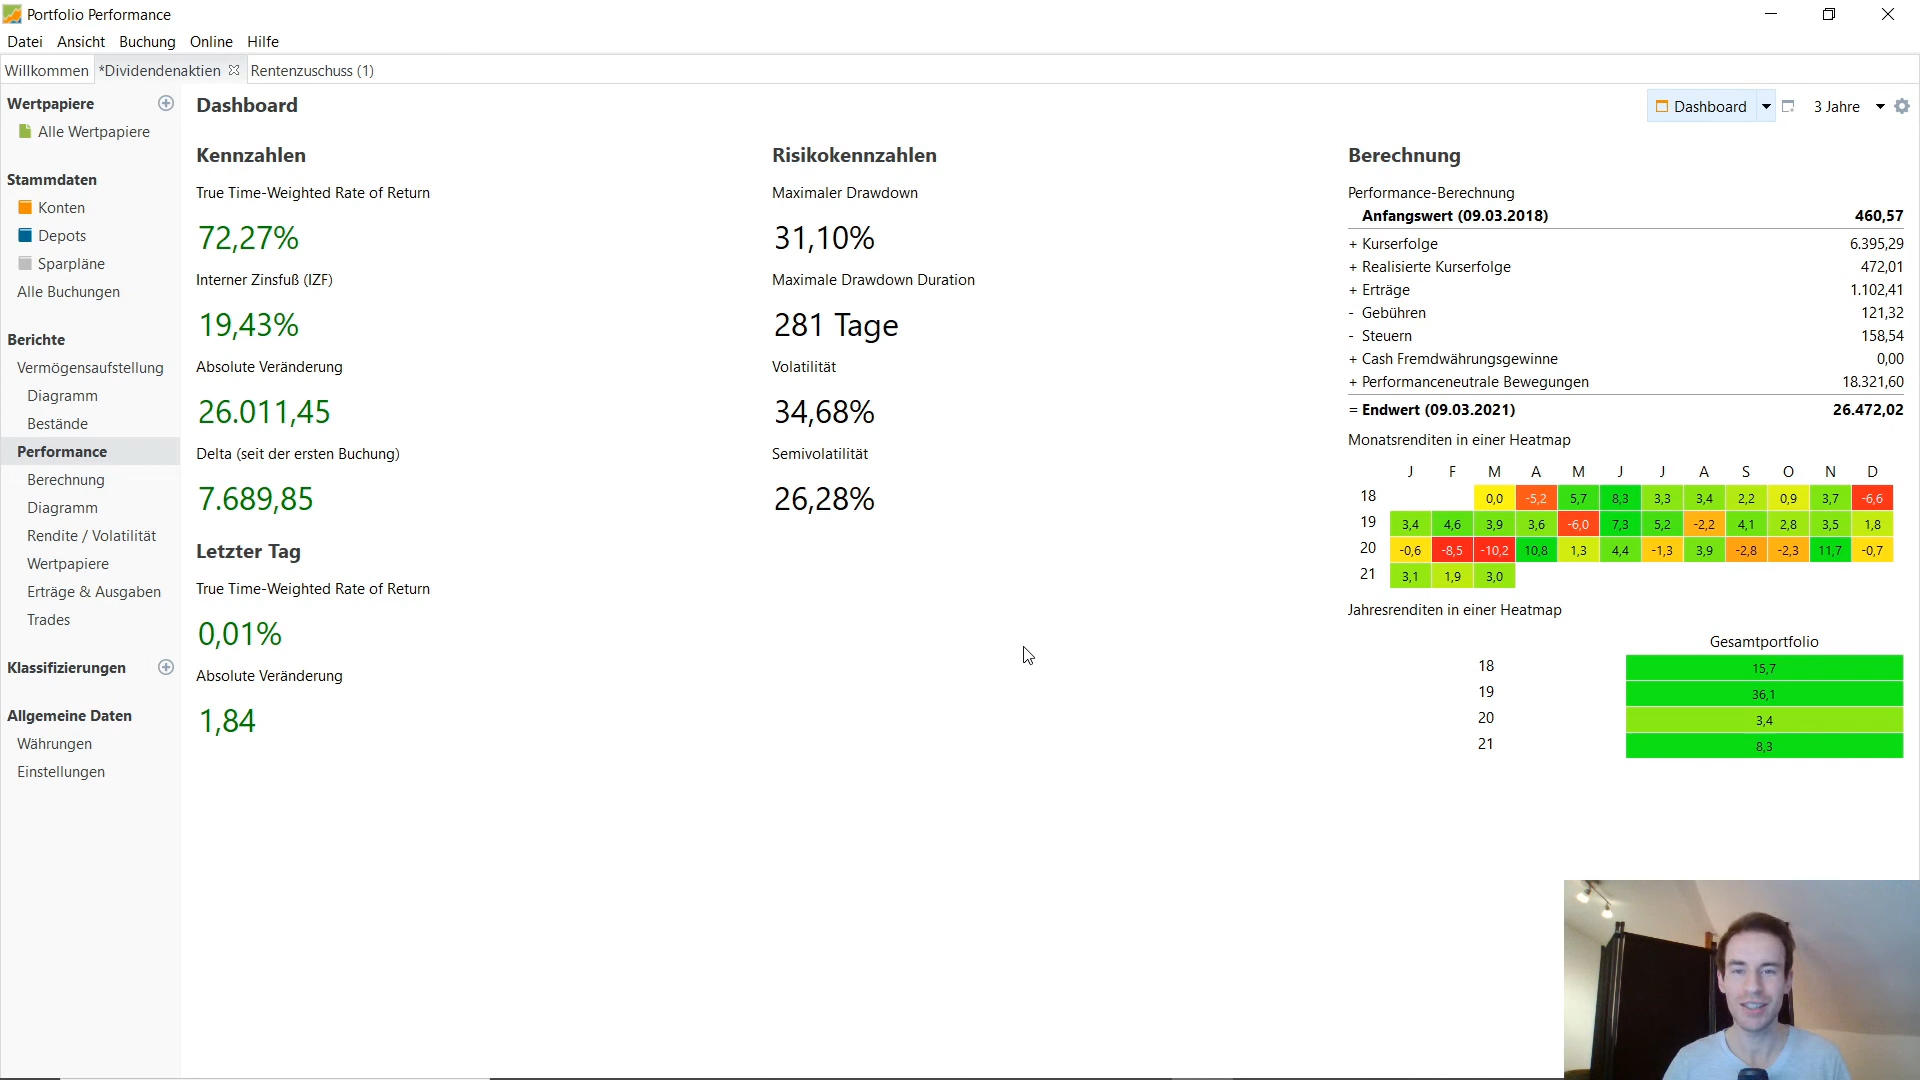 Portfolio Performance
Datei Ansicht Buchung Online Hilfe
Willkommen *Dividendenaktien Rentenzuschuss (1)
Wertpapiere
Alle Wertpapiere
Stammdaten
Konten
Depots
Sparpläne
Alle Buchungen
Berichte
Vermögensaufstellung
Diagramm
Bestände
Performance
Berechnung
Diagramm
Rendite / Volatilität
Wertpapiere
Erträge & Ausgaben
Trades
Klassifizierungen
Allgemeine Daten
Währungen
Einstellungen
Dashboard
Dashboard 3 Jahre
Kennzahlen
True Time-Weighted Rate of Return
72,27%
Interner Zinsfuß (IZF)
19,43%
Absolute Veränderung
26.011,45
Delta (seit der ersten Buchung)
7.689,85
Letzter Tag
True Time-Weighted Rate of Return
0,01%
Absolute Veränderung
1,84
Risikokennzahlen
Maximaler Drawdown
31,10%
Maximale Drawdown Duration
281 Tage
Volatilität
34,68%
Semivolatilität
26,28%
Berechnung
Performance-Berechnung
Anfangswert (09.03.2018) 460,57
+ Kurserfolge 6.395,29
+ Realisierte Kurserfolge 472,01
+ Erträge 1.102,41
- Gebühren 121,32
- Steuern 158,54
+ Cash Fremdwährungsgewinne 0,00
+ Performanceneutrale Bewegungen 18.321,60
= Endwert (09.03.2021) 26.472,02
Monatsrenditen in einer Heatmap
J F M A M J J A S O N D
18 0,0 -5,2 5,7 8,3 3,3 3,4 2,2 0,9 3,7 -6,6
19 3,4 4,6 3,9 3,6 -6,0 7,3 5,2 -2,2 4,1 2,8 3,5 1,8
20 -0,6 -8,5 -10,2 10,8 1,3 4,4 -1,3 3,9 -2,8 -2,3 11,7 -0,7
21 3,1 1,9 3,0
Jahresrenditen in einer Heatmap
Gesamtportfolio
18 15,7
19 36,1
20 3,4
21 8,3